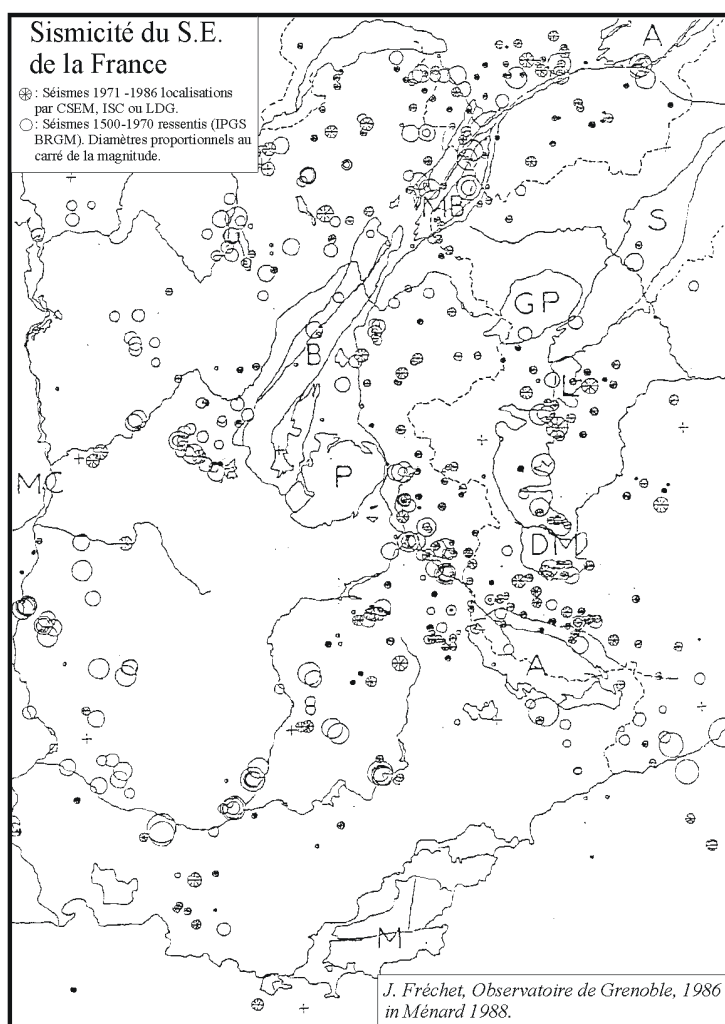 Sismicité du S.E.
de la France
: Séismes 1971 -1986 localisations
par CSEM, ISC ou LDG.
: Séismes 1500-1970 ressentis (IPGS
BRGM). Diamètres proportionnels au
carré de la magnitude.
A
MB
S
GP
B
L
P
MC
DM
A
M
J. Fréchet, Observatoire de Grenoble, 1986
in Ménard 1988.